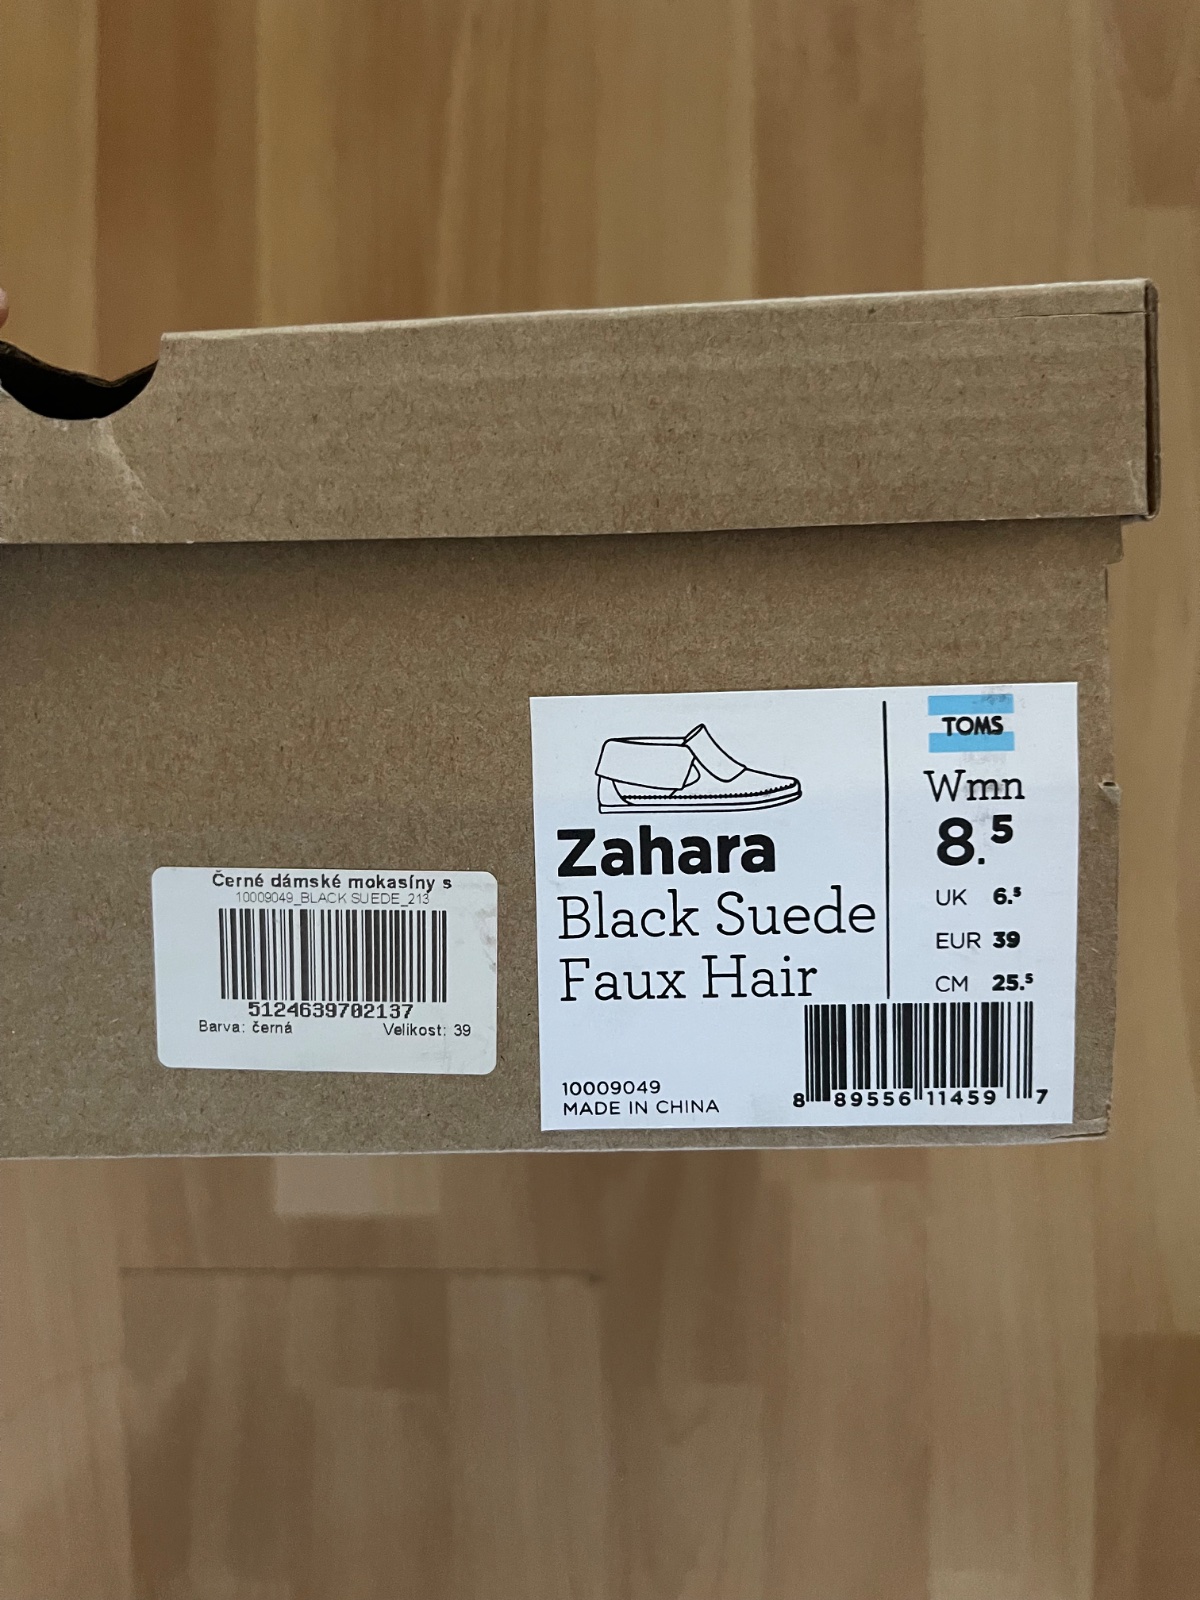 Černé dámské mokasíny s
10009049_BLACK SUEDE_213
5124639702137
Barva: černá Velikost: 39
TOMS
Wmn
8.5
UK 6.5
EUR 39
CM 25.5
Zahara
Black Suede
Faux Hair
10009049
MADE IN CHINA
8 89556 11459 7